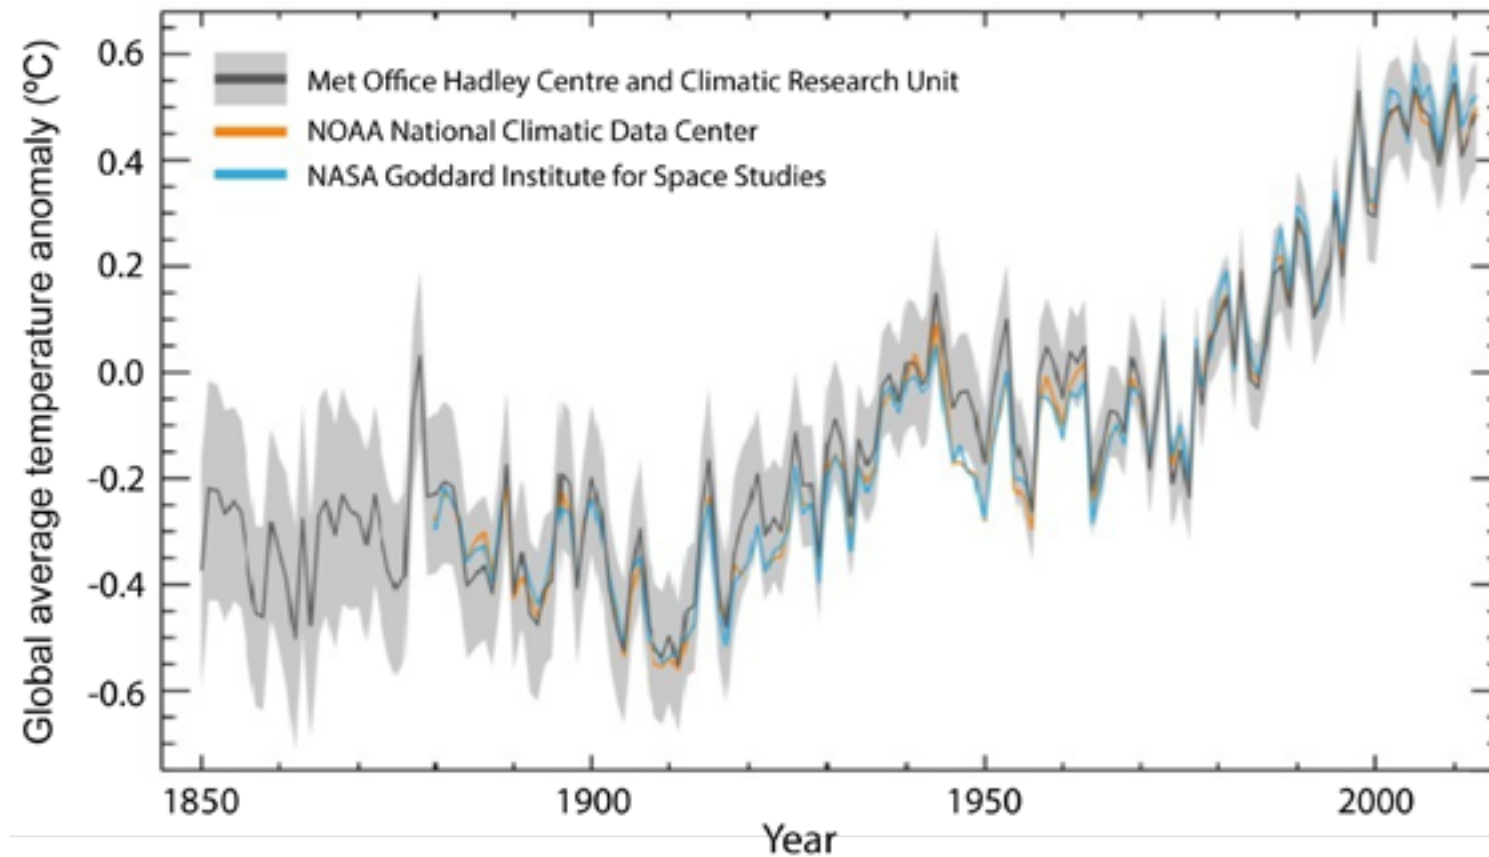 Global average temperature anomaly (ºC)
0.6
0.4
0.2
0.0
-0.2
-0.4
-0.6
Met Office Hadley Centre and Climatic Research Unit
NOAA National Climatic Data Center
NASA Goddard Institute for Space Studies
1850
1900
1950
2000
Year